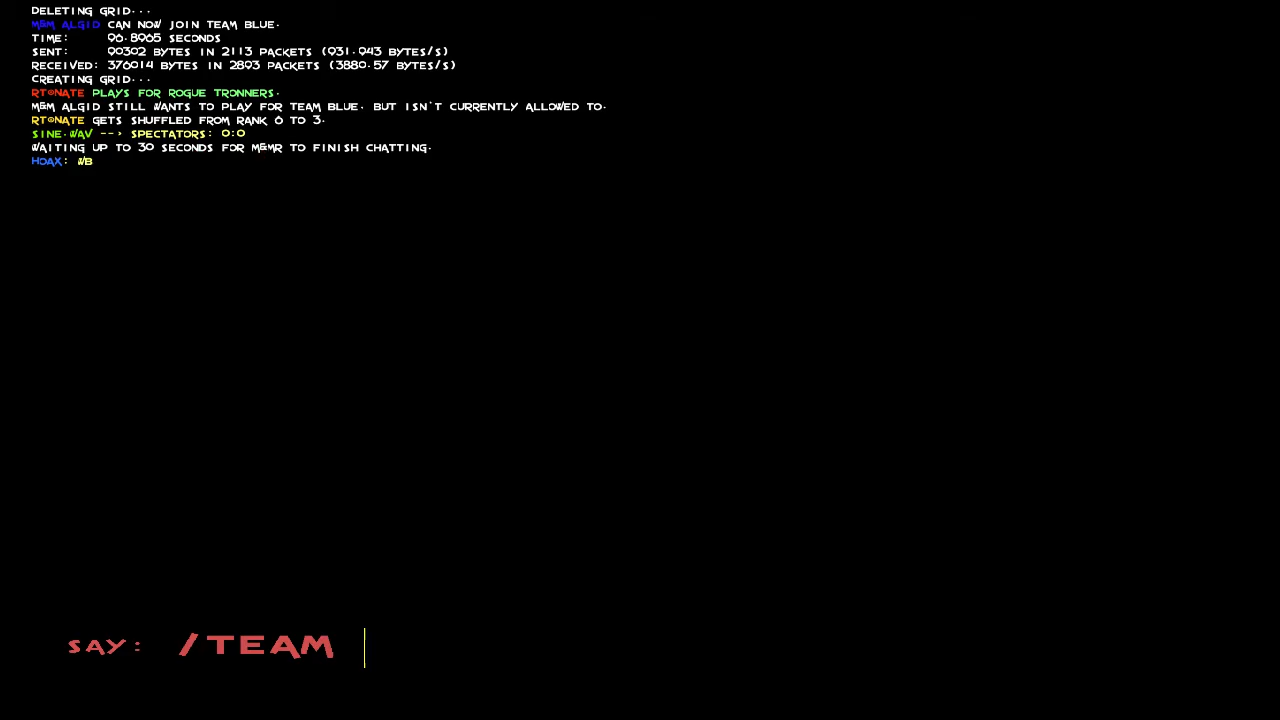 DELETING GRID...
M&M ALGID CAN NOW JOIN TEAM BLUE.
TIME: 96.8965 SECONDS
SENT: 90302 BYTES IN 2113 PACKETS (931.943 BYTES/S)
RECEIVED: 376014 BYTES IN 2893 PACKETS (3880.57 BYTES/S)
CREATING GRID...
RT©NATE PLAYS FOR ROGUE TRONNERS.
M&M ALGID STILL WANTS TO PLAY FOR TEAM BLUE, BUT ISN'T CURRENTLY ALLOWED TO.
RT©NATE GETS SHUFFLED FROM RANK 6 TO 3.
SINE.WAV --> SPECTATORS: 0:0
WAITING UP TO 30 SECONDS FOR M&MR TO FINISH CHATTING.
HOAX: WB
SAY: /TEAM